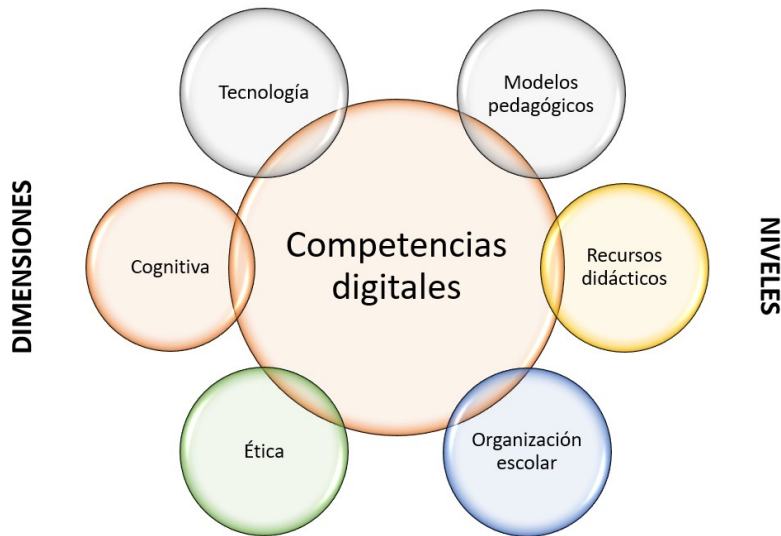 Tecnología
Modelos
pedagógicos
DIMENSIONES
Cognitiva
Competencias
digitales
Recursos
didácticos
NIVELES
Ética
Organización
escolar